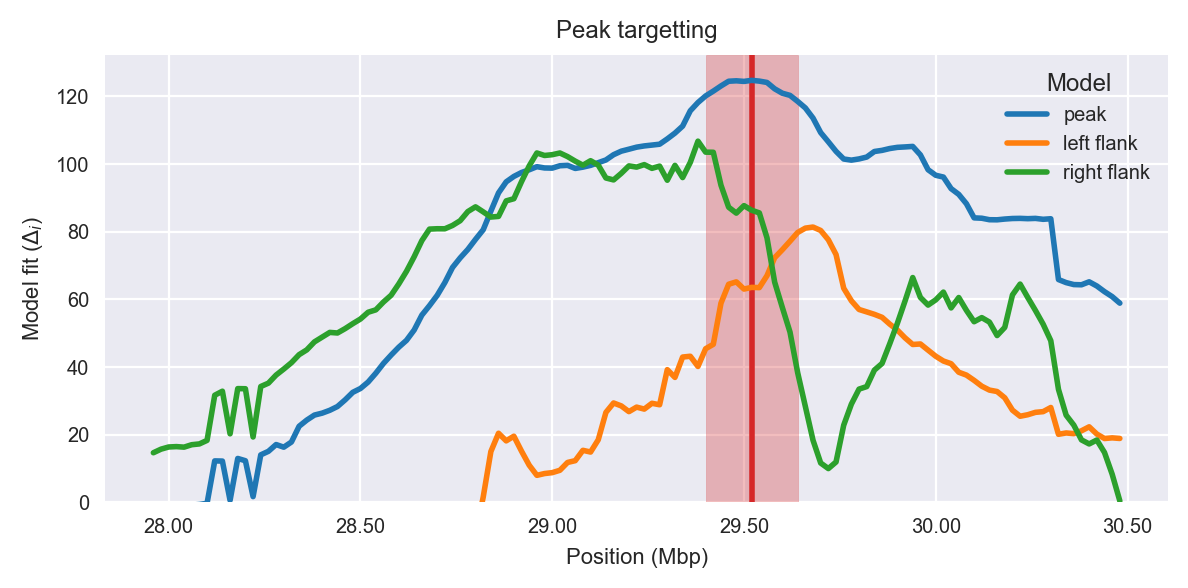 Peak targetting
Model
peak
left flank
right flank
Model fit (Δi)
120
100
80
60
40
20
0
28.00 28.50 29.00 29.50 30.00 30.50
Position (Mbp)